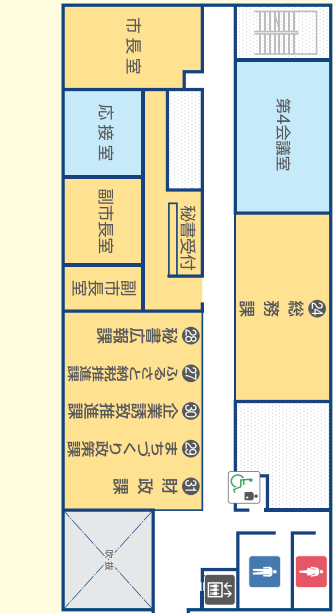 市長室
第4会議室
応接室
副市長室
秘書受付
副市長室
24 総務課
28 秘書広報課
27 ふるさと納税推進課
30 企業誘致推進課
29 まちづくり政策課
31 財政課
吹抜